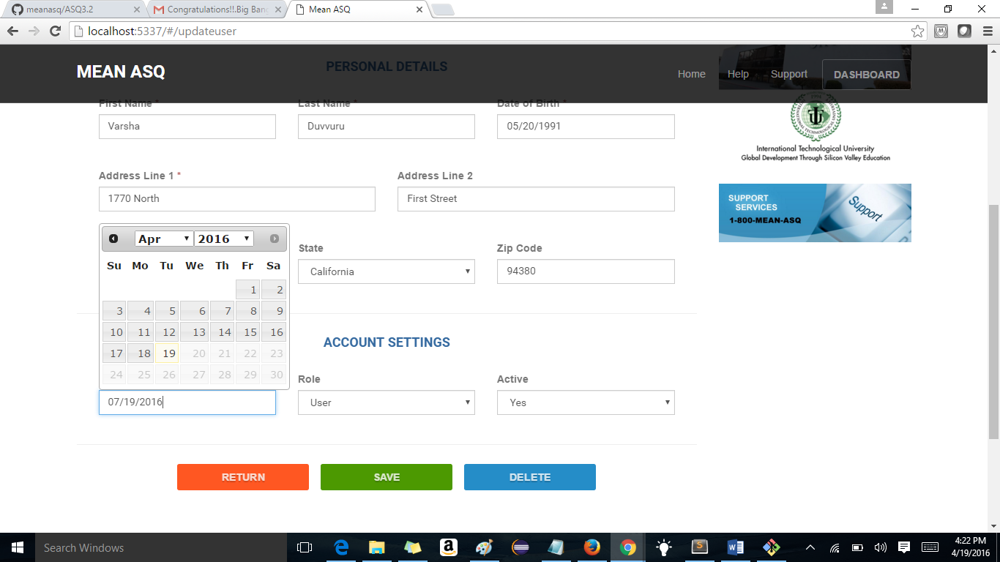 meanasq/ASQ3.2
Congratulations!!.Big Bang
Mean ASQ
localhost:5337/#/updateuser
MEAN ASQ
PERSONAL DETAILS
Home
Help
Support
DASHBOARD
First Name *
Last Name *
Date of Birth *
Varsha
Duvvuru
05/20/1991
International Technological University
Global Development Through Silicon Valley Education
Address Line 1 *
Address Line 2
1770 North
First Street
SUPPORT
SERVICES
1-800-MEAN-ASQ
Support
Apr
2016
Su Mo Tu We Th Fr Sa
1 2
3 4 5 6 7 8 9
10 11 12 13 14 15 16
17 18 19 20 21 22 23
24 25 26 27 28 29 30
State
Zip Code
California
94380
ACCOUNT SETTINGS
Role
Active
07/19/2016
User
Yes
RETURN
SAVE
DELETE
Search Windows
4:22 PM
4/19/2016